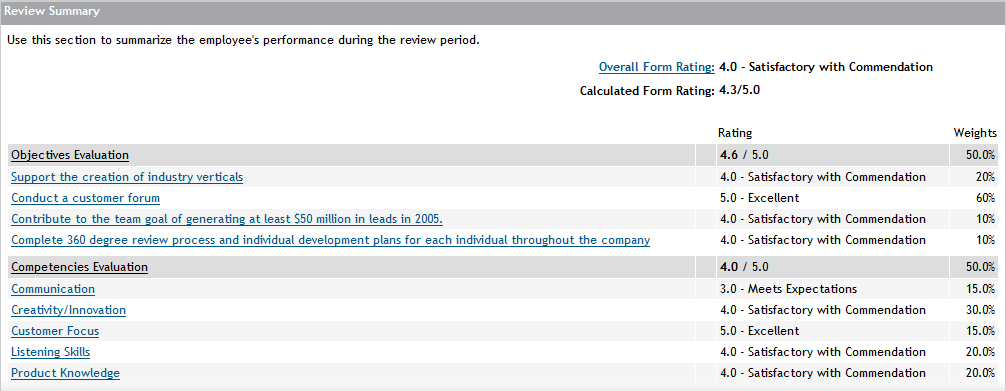 Review Summary
Use this section to summarize the employee's performance during the review period.
Overall Form Rating: 4.0 - Satisfactory with Commendation
Calculated Form Rating: 4.3/5.0
Rating Weights
Objectives Evaluation 4.6 / 5.0 50.0%
Support the creation of industry verticals 4.0 - Satisfactory with Commendation 20%
Conduct a customer forum 5.0 - Excellent 60%
Contribute to the team goal of generating at least $50 million in leads in 2005. 4.0 - Satisfactory with Commendation 10%
Complete 360 degree review process and individual development plans for each individual throughout the company 4.0 - Satisfactory with Commendation 10%
Competencies Evaluation 4.0 / 5.0 50.0%
Communication 3.0 - Meets Expectations 15.0%
Creativity/Innovation 4.0 - Satisfactory with Commendation 30.0%
Customer Focus 5.0 - Excellent 15.0%
Listening Skills 4.0 - Satisfactory with Commendation 20.0%
Product Knowledge 4.0 - Satisfactory with Commendation 20.0%